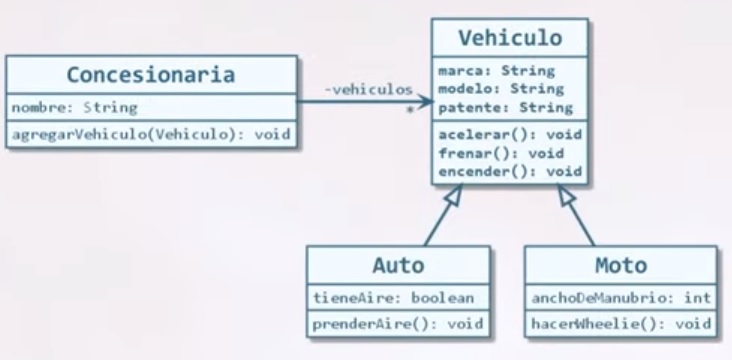 Concesionaria
nombre: String
agregarVehiculo(Vehiculo): void
-vehiculos
*
Vehiculo
marca: String
modelo: String
patente: String
acelerar(): void
frenar(): void
encender(): void
Auto
tieneAire: boolean
prenderAire(): void
Moto
anchoDeManubrio: int
hacerWheelie(): void